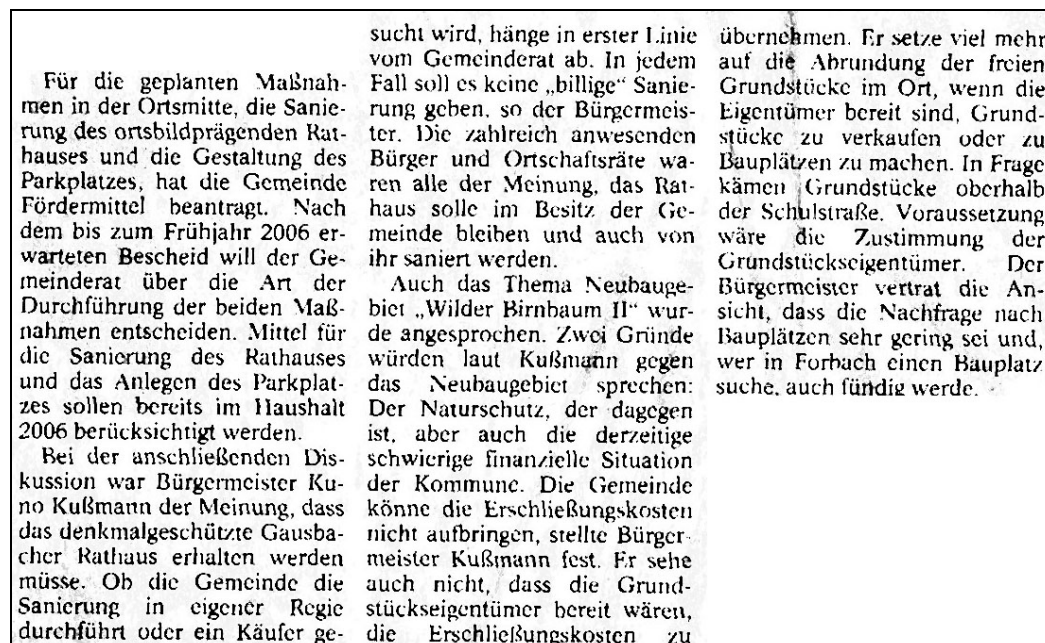 Für die geplanten Maßnah-
men in der Ortsmitte, die Sanie-
rung des ortsbildprägenden Rat-
hauses und die Gestaltung des
Parkplatzes, hat die Gemeinde
Fördermittel beantragt. Nach
dem bis zum Frühjahr 2006 er-
warteten Bescheid will der Ge-
meinderat über die Art der
Durchführung der beiden Maß-
nahmen entscheiden. Mittel für
die Sanierung des Rathauses
und das Anlegen des Parkplat-
zes sollen bereits im Haushalt
2006 berücksichtigt werden.
Bei der anschließenden Dis-
kussion war Bürgermeister Ku-
no Kußmann der Meinung, dass
das denkmalgeschützte Gausba-
cher Rathaus erhalten werden
müsse. Ob die Gemeinde die
Sanierung in eigener Regie
durchführt oder ein Käufer ge-
sucht wird, hänge in erster Linie
vom Gemeinderat ab. In jedem
Fall soll es keine „billige“ Sanie-
rung geben, so der Bürgermeis-
ter. Die zahlreich anwesenden
Bürger und Ortschaftsräte wa-
ren alle der Meinung, das Rat-
haus solle im Besitz der Ge-
meinde bleiben und auch von
ihr saniert werden.
Auch das Thema Neubauge-
biet „Wilder Birnbaum II“ wur-
de angesprochen. Zwei Gründe
würden laut Kußmann gegen
das Neubaugebiet sprechen:
Der Naturschutz, der dagegen
ist, aber auch die derzeitige
schwierige finanzielle Situation
der Kommune. Die Gemeinde
könne die Erschließungskosten
nicht aufbringen, stellte Bürger-
meister Kußmann fest. Er sehe
auch nicht, dass die Grund-
stückseigentümer bereit wären,
die Erschließungskosten zu
übernehmen. Er setze viel mehr
auf die Abrundung der freien
Grundstücke im Ort, wenn die
Eigentümer bereit sind, Grund-
stücke zu verkaufen oder zu
Bauplätzen zu machen. In Frage
kämen Grundstücke oberhalb
der Schulstraße. Voraussetzung
wäre die Zustimmung der
Grundstückseigentümer. Der
Bürgermeister vertrat die An-
sicht, dass die Nachfrage nach
Bauplätzen sehr gering sei und,
wer in Forbach einen Bauplatz
suche, auch fündig werde.